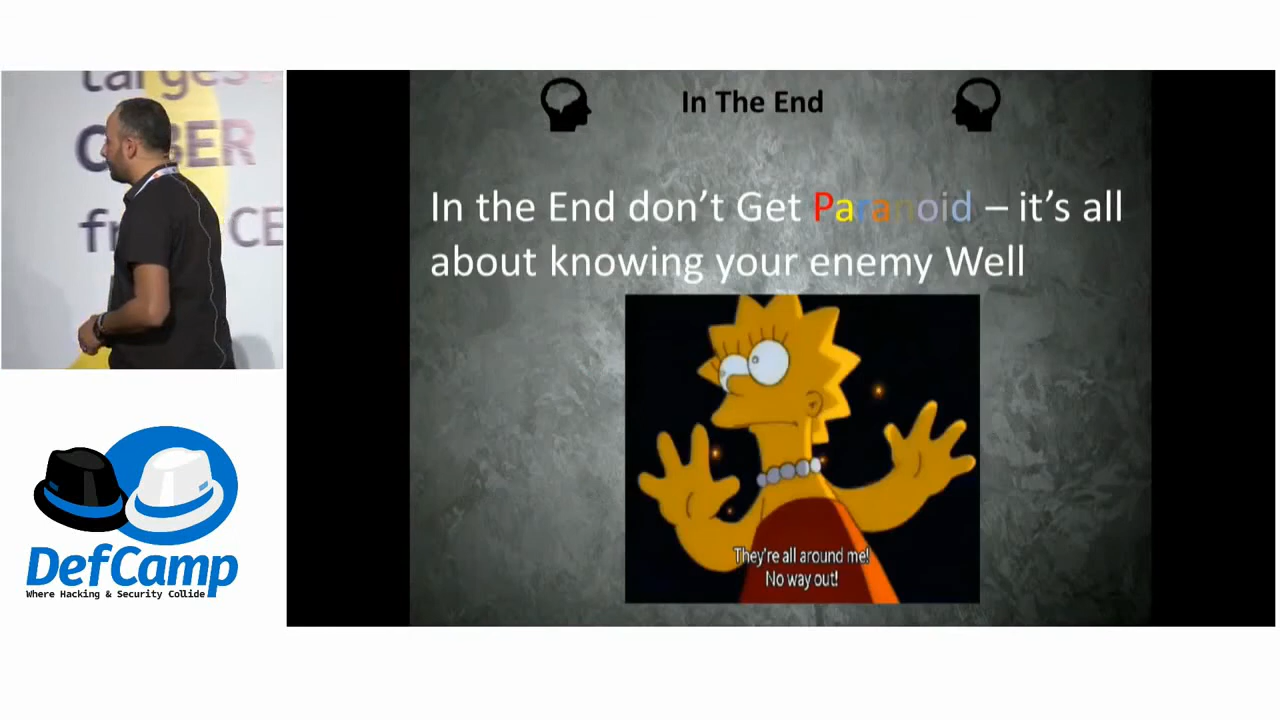 In The End
In the End don't Get Paranoid – it's all
about knowing your enemy Well
They're all around me!
No way out!
DefCamp
Where Hacking & Security Collide